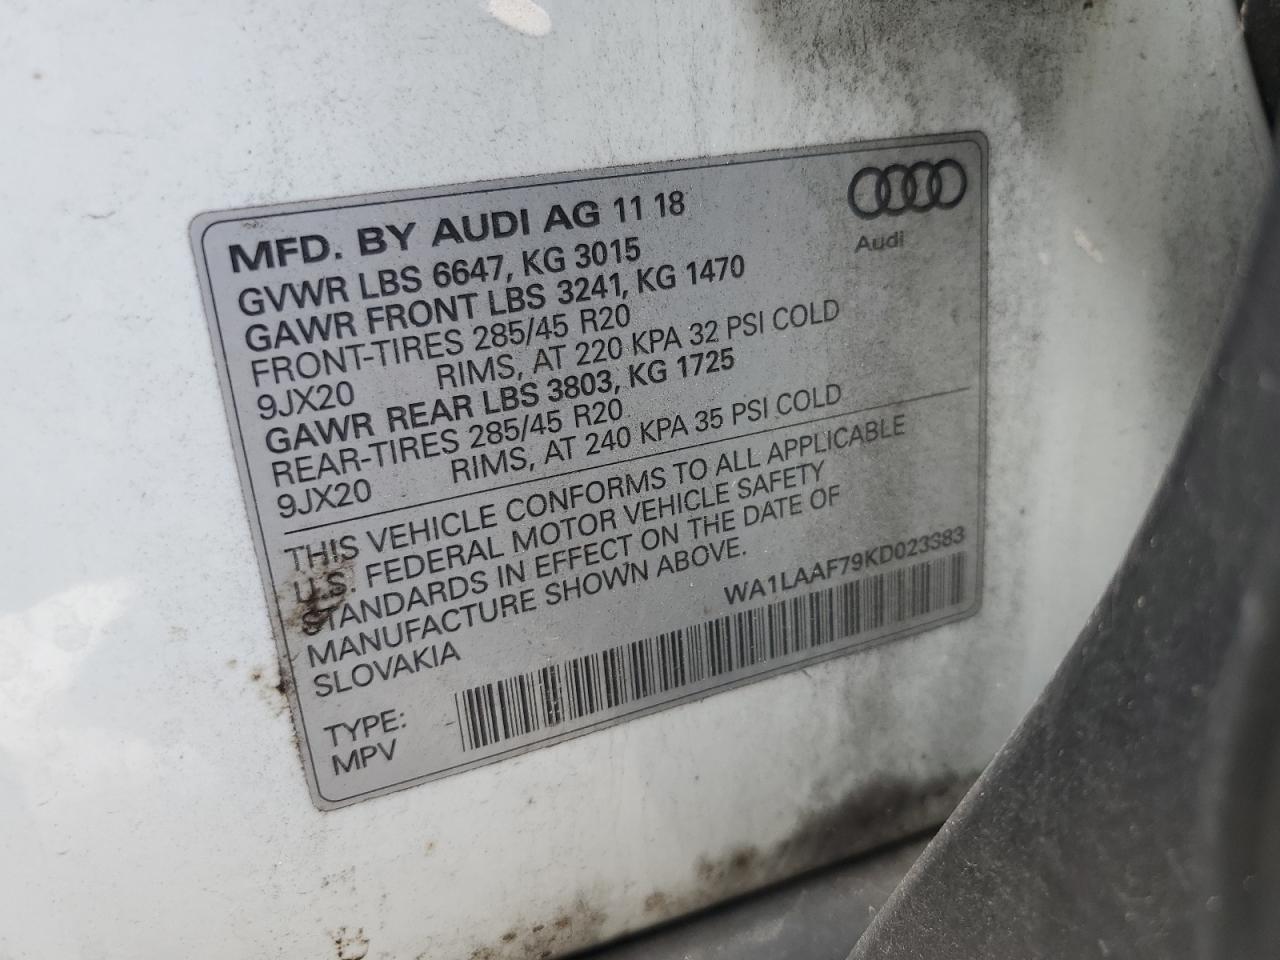 MFD. BY AUDI AG 11 18
Audi
GVWR LBS 6647, KG 3015
GAWR FRONT LBS 3241, KG 1470
FRONT-TIRES 285/45 R20
9JX20 RIMS, AT 220 KPA 32 PSI COLD
GAWR REAR LBS 3803, KG 1725
REAR-TIRES 285/45 R20
9JX20 RIMS, AT 240 KPA 35 PSI COLD
THIS VEHICLE CONFORMS TO ALL APPLICABLE
U.S. FEDERAL MOTOR VEHICLE SAFETY
STANDARDS IN EFFECT ON THE DATE OF
MANUFACTURE SHOWN ABOVE.
SLOVAKIA
WA1LAAF79KD023383
TYPE:
MPV